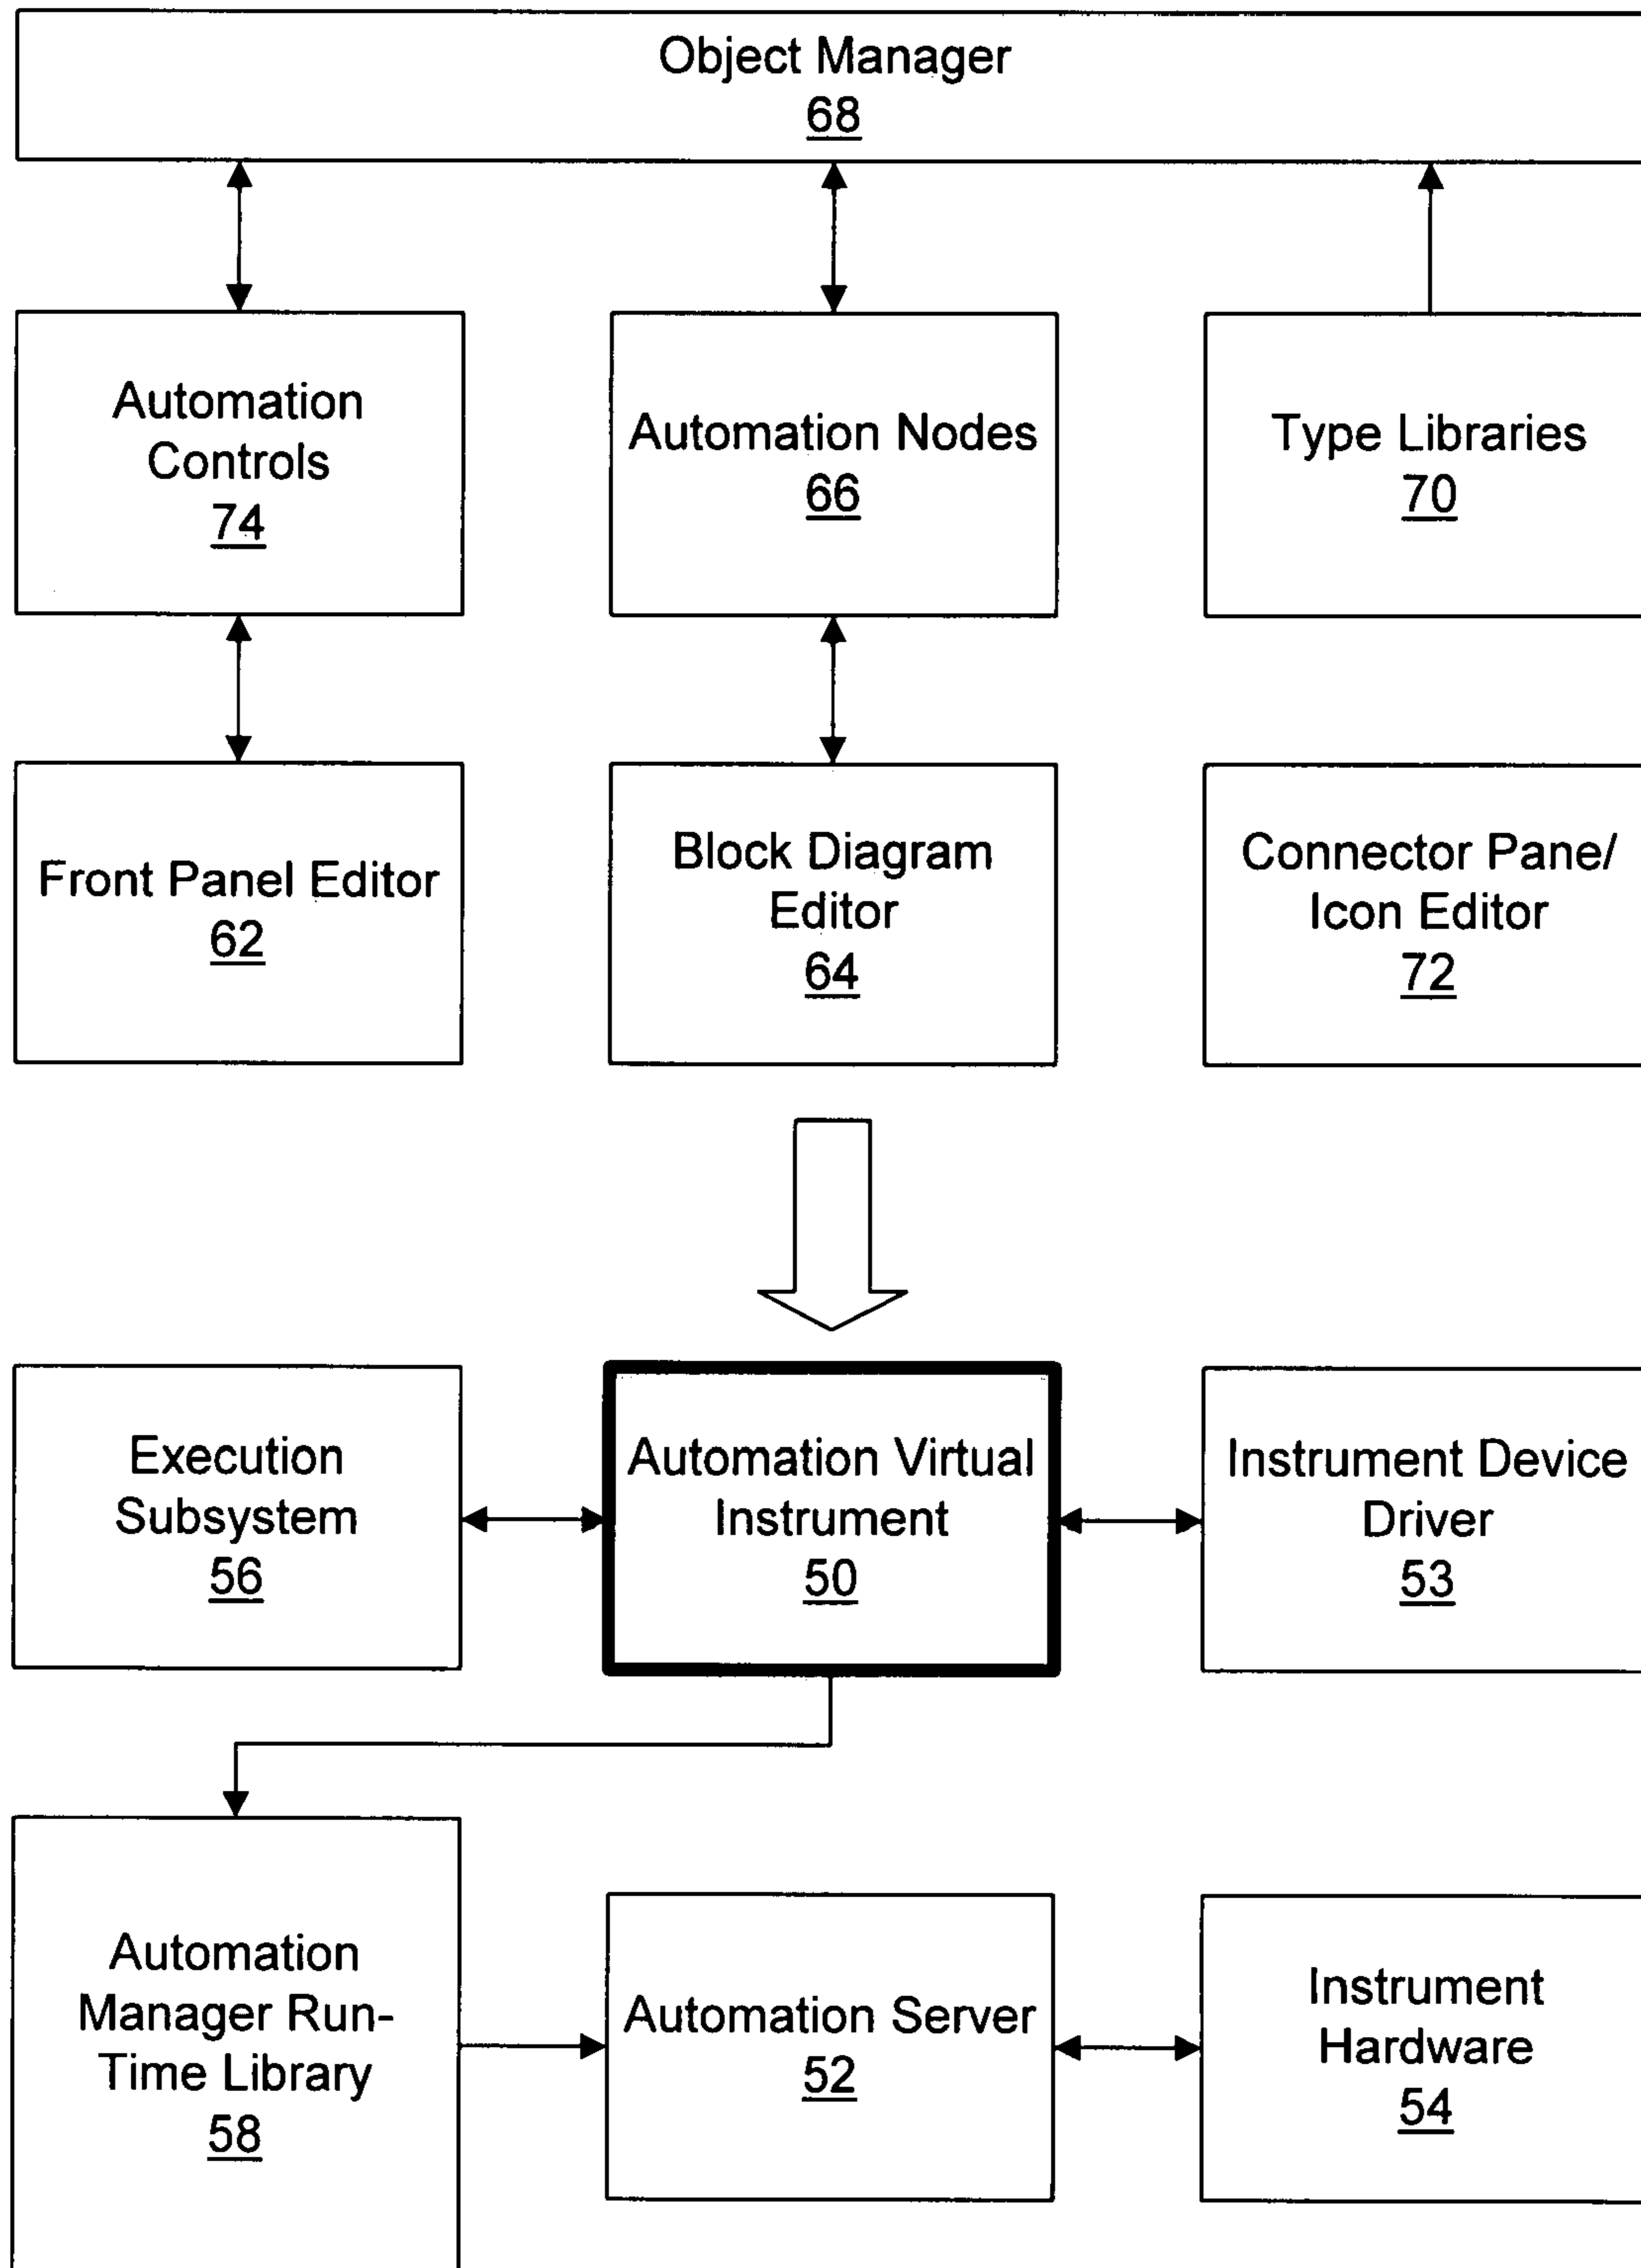 Object Manager
68
Automation
Controls
74
Automation Nodes
66
Type Libraries
70
Front Panel Editor
62
Block Diagram
Editor
64
Connector Pane/
Icon Editor
72
Execution
Subsystem
56
Automation Virtual
Instrument
50
Instrument Device
Driver
53
Automation
Manager Run-
Time Library
58
Automation Server
52
Instrument
Hardware
54